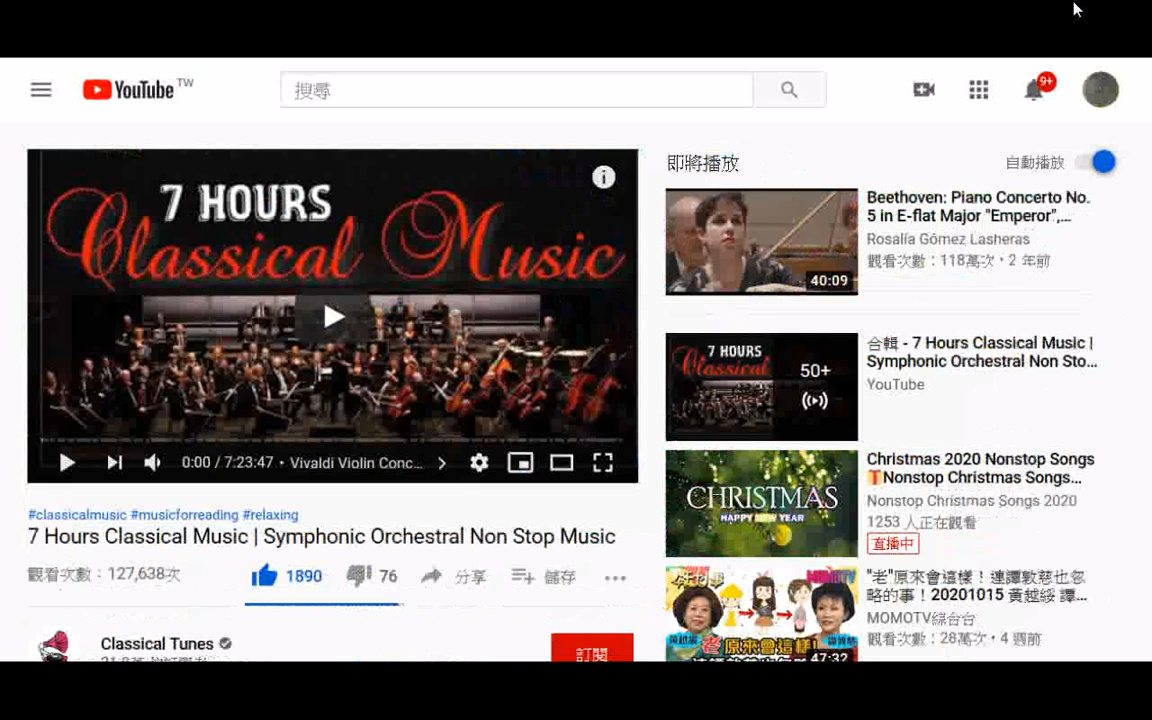 YouTube TW
搜尋
9+
7 HOURS
Classical Music
0:00 / 7:23:47 • Vivaldi Violin Conc...
#classicalmusic #musicforreading #relaxing
7 Hours Classical Music | Symphonic Orchestral Non Stop Music
觀看次數：127,638次
1890
76
分享
儲存
Classical Tunes
訂閱
即將播放
自動播放
40:09
Beethoven: Piano Concerto No.
5 in E-flat Major "Emperor",...
Rosalía Gómez Lasheras
觀看次數：118萬次 • 2 年前
7 HOURS
Classical
50+
合輯 - 7 Hours Classical Music |
Symphonic Orchestral Non Sto...
YouTube
CHRISTMAS
HAPPY NEW YEAR
Christmas 2020 Nonstop Songs
🎁Nonstop Christmas Songs...
Nonstop Christmas Songs 2020
1253 人正在觀看
直播中
MOMOTV
老原來會這樣!
47:32
"老"原來會這樣！連譚敦慈也忽
略的事！20201015 黃越綏 譚...
MOMOTV綜合台
觀看次數：28萬次 • 4 週前